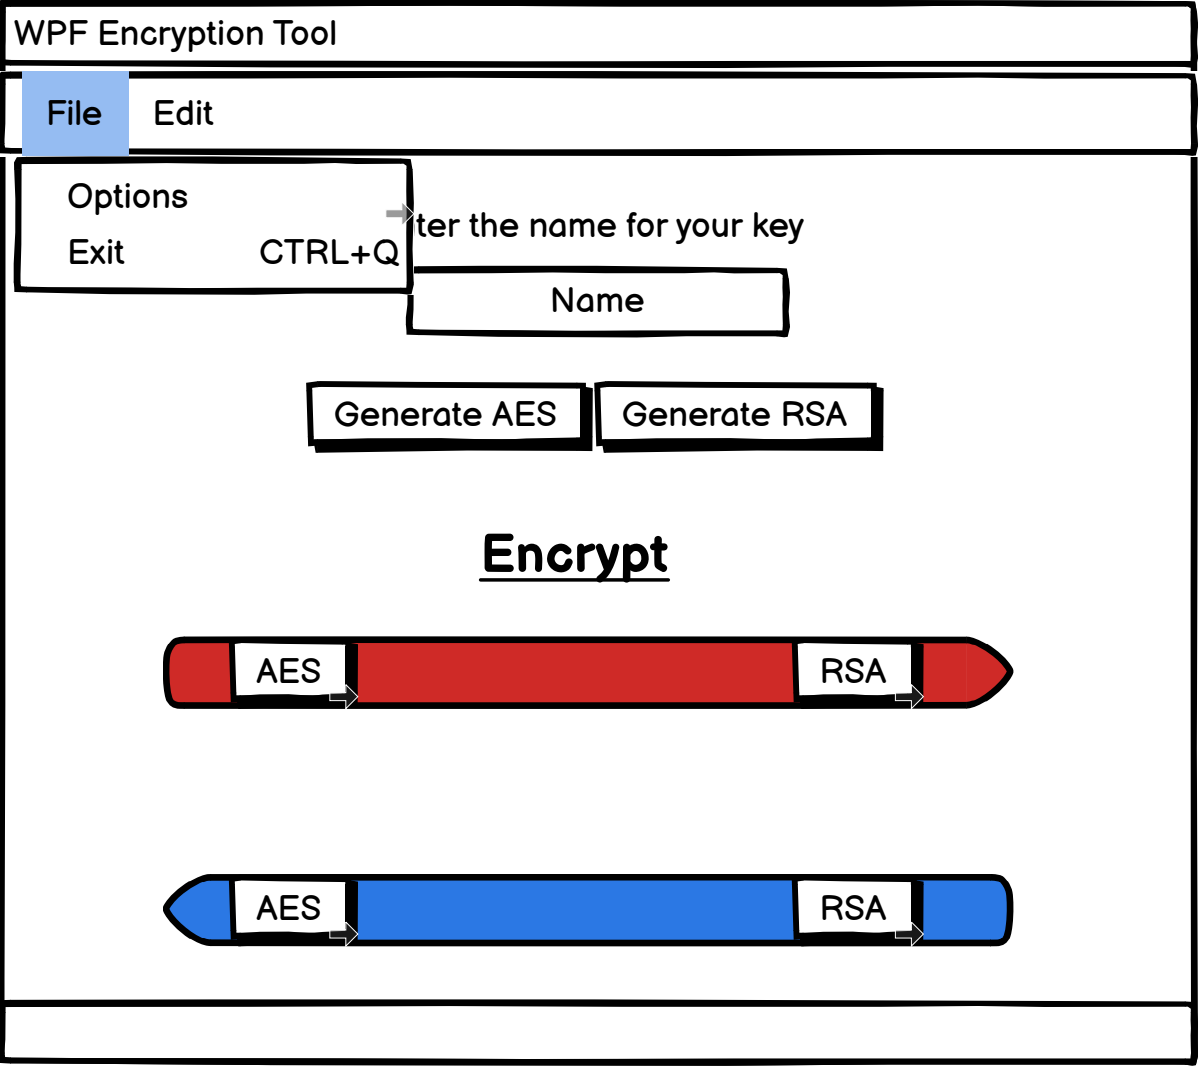 WPF Encryption Tool
File Edit
Options
ter the name for your key
Exit CTRL+Q
Name
Generate AES Generate RSA
Encrypt
AES RSA
AES RSA